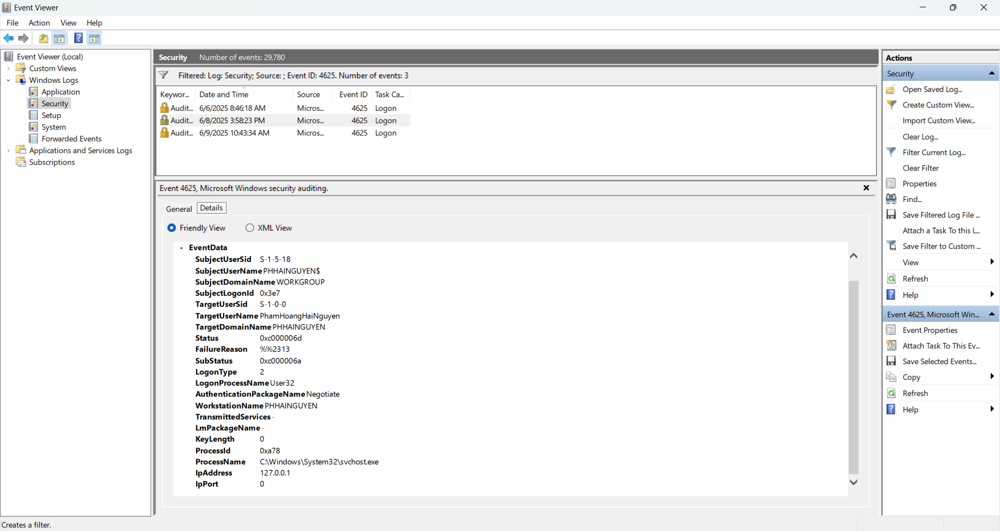 Event Viewer
File Action View Help
Event Viewer (Local)
Custom Views
Windows Logs
Application
Security
Setup
System
Forwarded Events
Applications and Services Logs
Subscriptions
Security Number of events: 29,780
Filtered: Log: Security; Source: ; Event ID: 4625. Number of events: 3
Keywor... Date and Time Source Event ID Task Ca...
Audit... 6/6/2025 8:46:18 AM Micros... 4625 Logon
Audit... 6/8/2025 3:58:23 PM Micros... 4625 Logon
Audit... 6/9/2025 10:43:34 AM Micros... 4625 Logon
Event 4625, Microsoft Windows security auditing.
General Details
Friendly View XML View
- EventData
SubjectUserSid S-1-5-18
SubjectUserName PHHAINGUYEN$
SubjectDomainName WORKGROUP
SubjectLogonId 0x3e7
TargetUserSid S-1-0-0
TargetUserName PhamHoangHaiNguyen
TargetDomainName PHHAINGUYEN
Status 0xc000006d
FailureReason %%2313
SubStatus 0xc000006a
LogonType 2
LogonProcessName User32
AuthenticationPackageName Negotiate
WorkstationName PHHAINGUYEN
TransmittedServices -
LmPackageName -
KeyLength 0
ProcessId 0xa78
ProcessName C:\Windows\System32\svchost.exe
IpAddress 127.0.0.1
IpPort 0
Actions
Security
Open Saved Log...
Create Custom View...
Import Custom View...
Clear Log...
Filter Current Log...
Clear Filter
Properties
Find...
Save Filtered Log File ...
Attach a Task To this L...
Save Filter to Custom ...
View
Refresh
Help
Event 4625, Microsoft Win...
Event Properties
Attach Task To This Ev...
Save Selected Events...
Copy
Refresh
Help
Creates a filter.